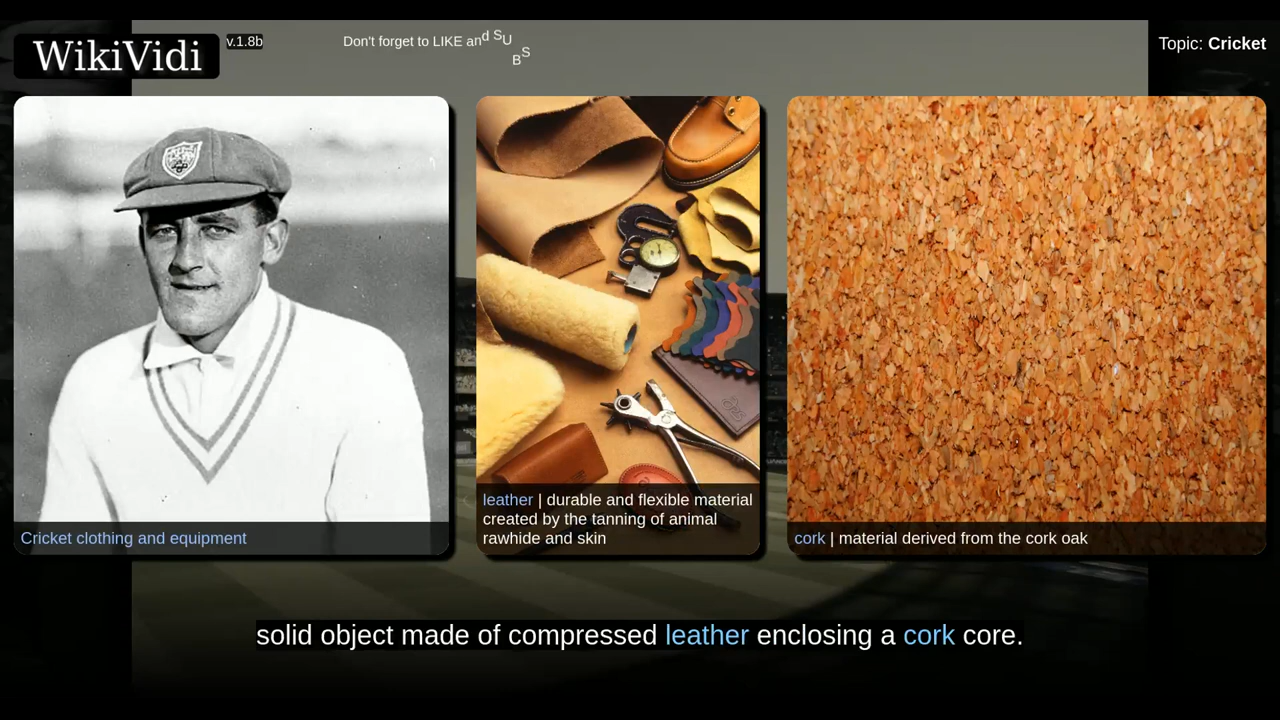 WikiVidi
v.1.8b
Don't forget to LIKE and SUBS
Topic: Cricket
Cricket clothing and equipment
leather | durable and flexible material
created by the tanning of animal
rawhide and skin
cork | material derived from the cork oak
solid object made of compressed leather enclosing a cork core.